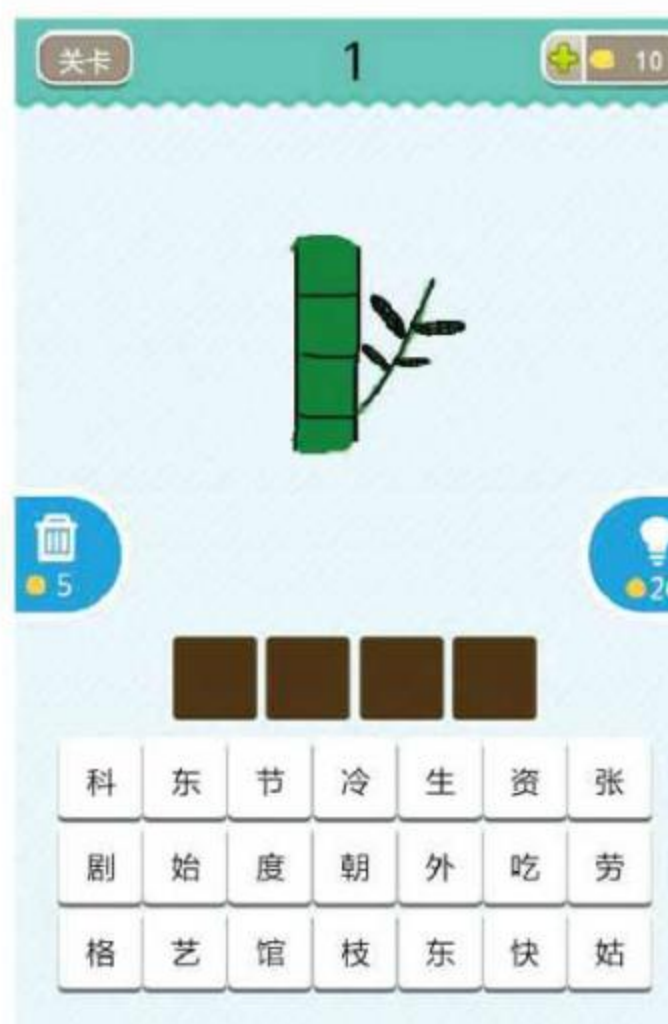 关卡 1 10
5
科 东 节 冷 生 资 张
剧 始 度 朝 外 吃 劳
格 艺 馆 枝 东 快 姑